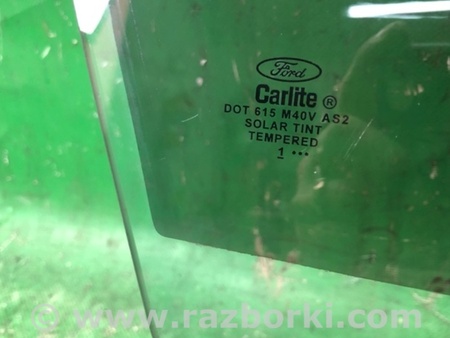 Ford
Carlite ®
DOT 615 M40V AS2
SOLAR TINT
TEMPERED
1 •••
www.razborki.com